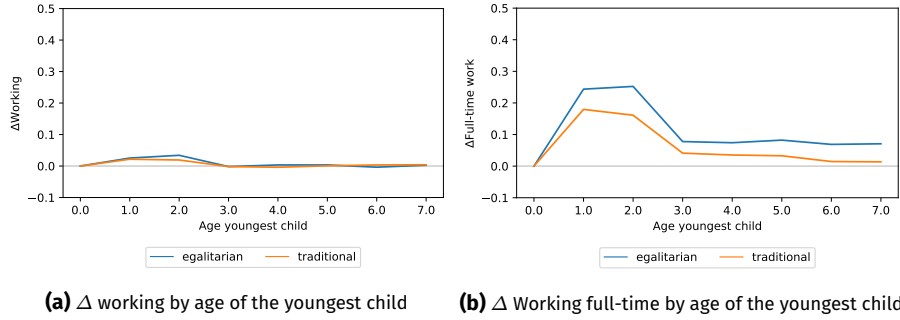 0.5
0.4
0.3
0.2
0.1
0.0
−0.1
ΔWorking
0.0 1.0 2.0 3.0 4.0 5.0 6.0 7.0
Age youngest child
egalitarian traditional
(a) Δ working by age of the youngest child
0.5
0.4
0.3
0.2
0.1
0.0
−0.1
ΔFull-time work
0.0 1.0 2.0 3.0 4.0 5.0 6.0 7.0
Age youngest child
egalitarian traditional
(b) Δ Working full-time by age of the youngest child